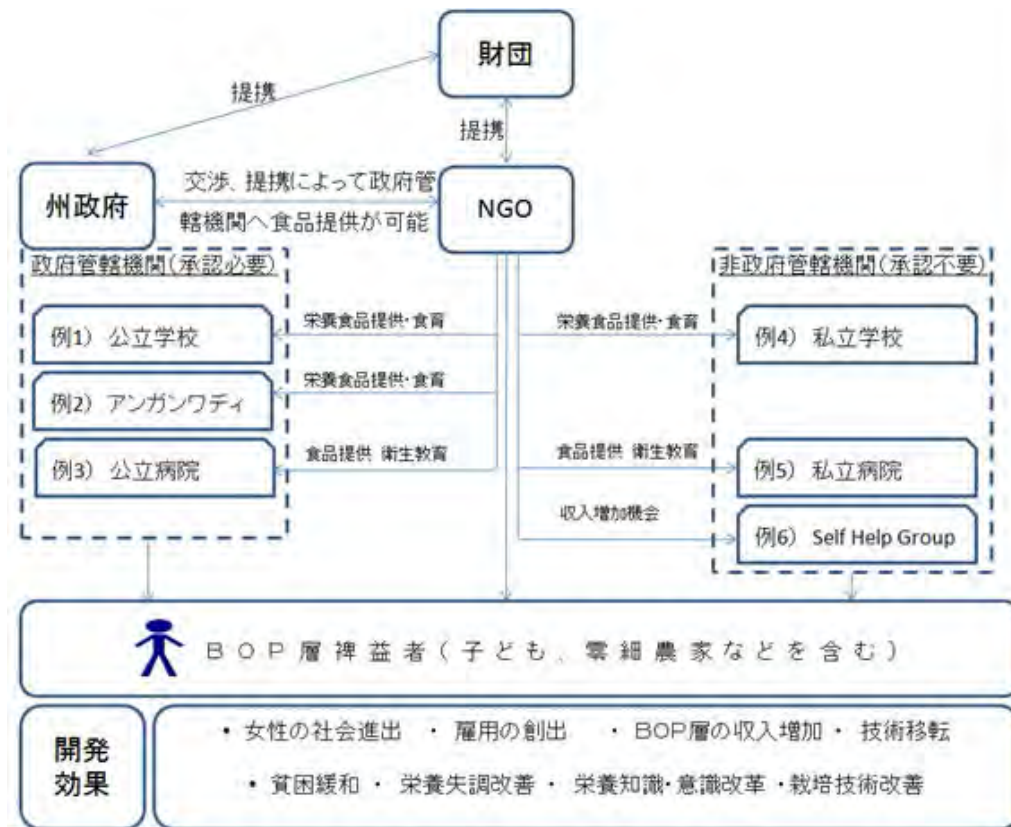 財団
提携
提携
州政府
交渉、提携によって政府管
轄機関へ食品提供が可能
NGO
政府管轄機関(承認必要)
非政府管轄機関(承認不要)
例1) 公立学校
栄養食品提供・食育
栄養食品提供・食育
例4) 私立学校
例2) アンガンワディ
栄養食品提供・食育
例3) 公立病院
食品提供 衛生教育
食品提供 衛生教育
例5) 私立病院
収入増加機会
例6) Self Help Group
BOP層裨益者(子ども、零細農家などを含む)
開発
効果
• 女性の社会進出 ・ 雇用の創出 ・ BOP層の収入増加 ・ 技術移転
• 貧困緩和 ・ 栄養失調改善 ・ 栄養知識・意識改革 ・栽培技術改善